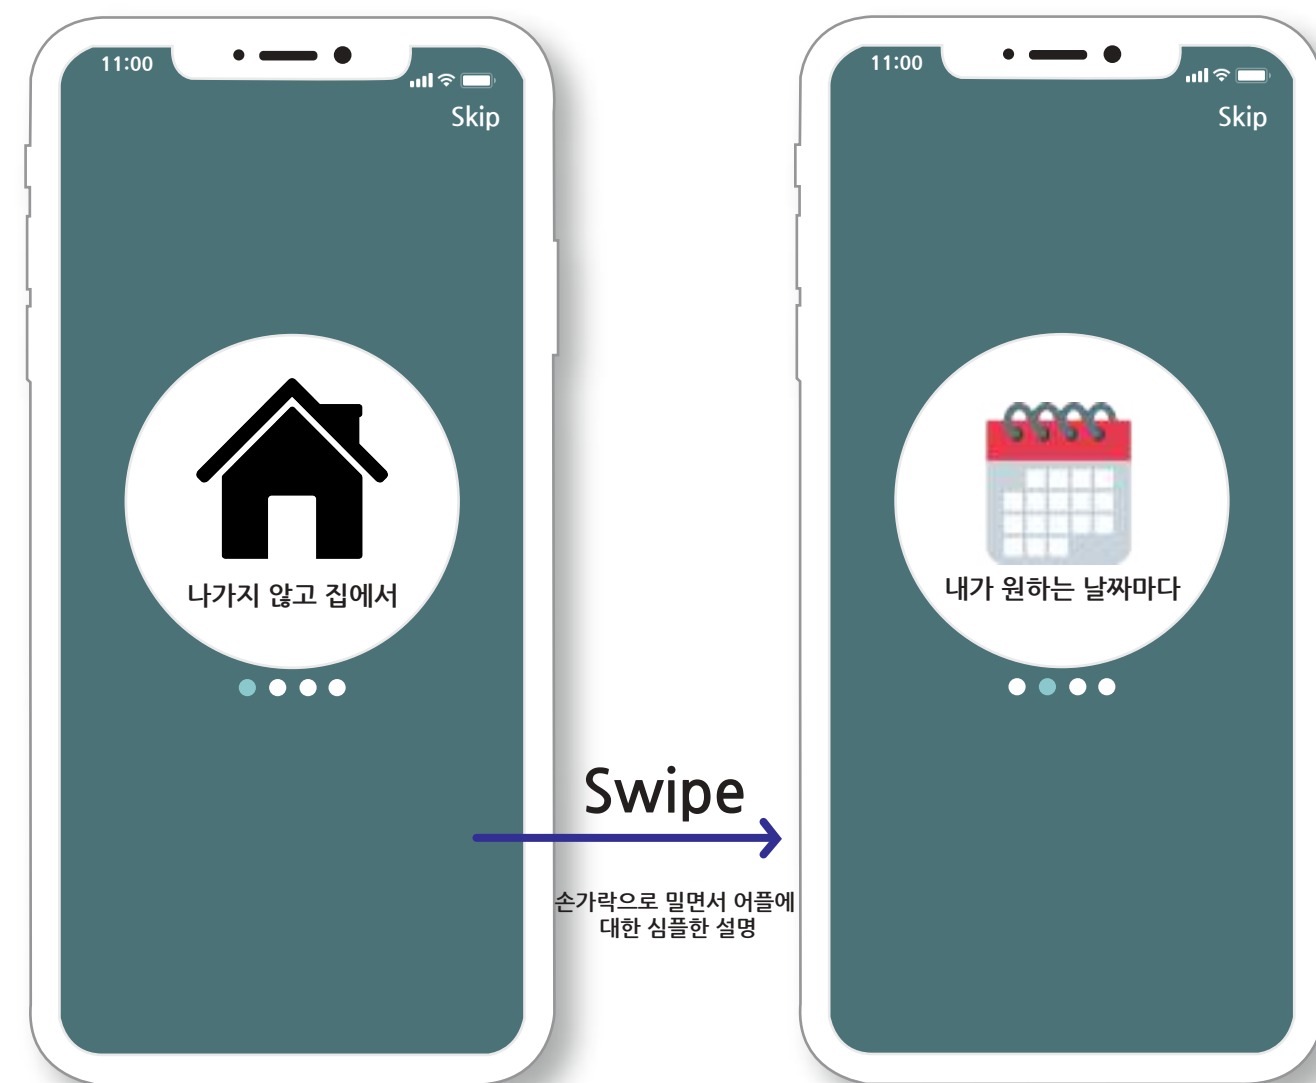 11:00
Skip
나가지 않고 집에서
Swipe
손가락으로 밀면서 어플에
대한 심플한 설명
11:00
Skip
내가 원하는 날짜마다